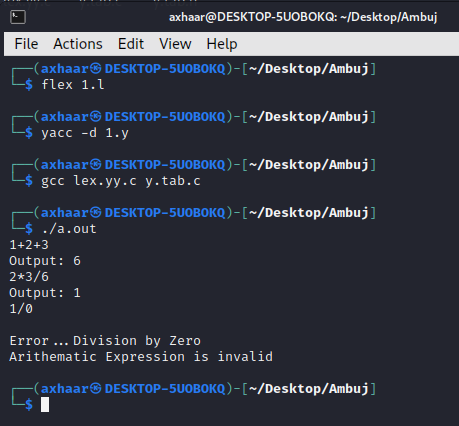 axhaar@DESKTOP-5UOBOKQ: ~/Desktop/Ambuj
File Actions Edit View Help
┌──(axhaar㉿DESKTOP-5UOBOKQ)-[~/Desktop/Ambuj]
└─$ flex 1.l
┌──(axhaar㉿DESKTOP-5UOBOKQ)-[~/Desktop/Ambuj]
└─$ yacc -d 1.y
┌──(axhaar㉿DESKTOP-5UOBOKQ)-[~/Desktop/Ambuj]
└─$ gcc lex.yy.c y.tab.c
┌──(axhaar㉿DESKTOP-5UOBOKQ)-[~/Desktop/Ambuj]
└─$ ./a.out
1+2+3
Output: 6
2*3/6
Output: 1
1/0
Error...Division by Zero
Arithematic Expression is invalid
┌──(axhaar㉿DESKTOP-5UOBOKQ)-[~/Desktop/Ambuj]
└─$